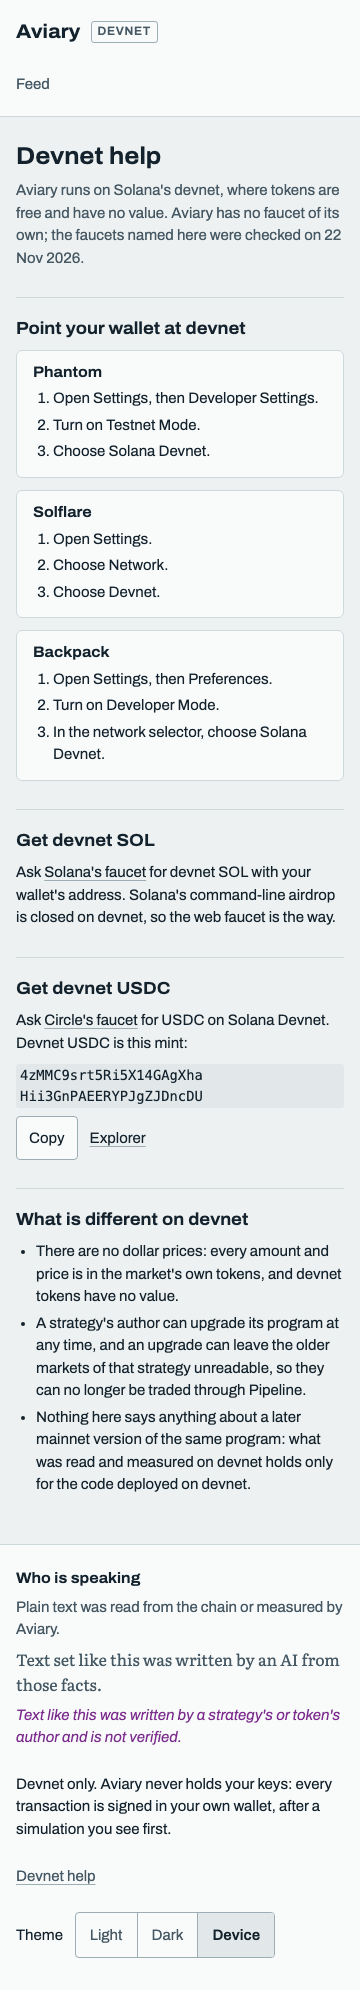 Aviary DEVNET
Feed
Devnet help
Aviary runs on Solana's devnet, where tokens are
free and have no value. Aviary has no faucet of its
own; the faucets named here were checked on 22
Nov 2026.
Point your wallet at devnet
Phantom
1. Open Settings, then Developer Settings.
2. Turn on Testnet Mode.
3. Choose Solana Devnet.
Solflare
1. Open Settings.
2. Choose Network.
3. Choose Devnet.
Backpack
1. Open Settings, then Preferences.
2. Turn on Developer Mode.
3. In the network selector, choose Solana
Devnet.
Get devnet SOL
Ask Solana's faucet for devnet SOL with your
wallet's address. Solana's command-line airdrop
is closed on devnet, so the web faucet is the way.
Get devnet USDC
Ask Circle's faucet for USDC on Solana Devnet.
Devnet USDC is this mint:
4zMMC9srt5Ri5X14GAgXha
Hii3GnPAEERYPJgZJDncDU
Copy Explorer
What is different on devnet
• There are no dollar prices: every amount and
price is in the market's own tokens, and devnet
tokens have no value.
• A strategy's author can upgrade its program at
any time, and an upgrade can leave the older
markets of that strategy unreadable, so they
can no longer be traded through Pipeline.
• Nothing here says anything about a later
mainnet version of the same program: what
was read and measured on devnet holds only
for the code deployed on devnet.
Who is speaking
Plain text was read from the chain or measured by
Aviary.
Text set like this was written by an AI from
those facts.
Text like this was written by a strategy's or token's
author and is not verified.
Devnet only. Aviary never holds your keys: every
transaction is signed in your own wallet, after a
simulation you see first.
Devnet help
Theme Light Dark Device